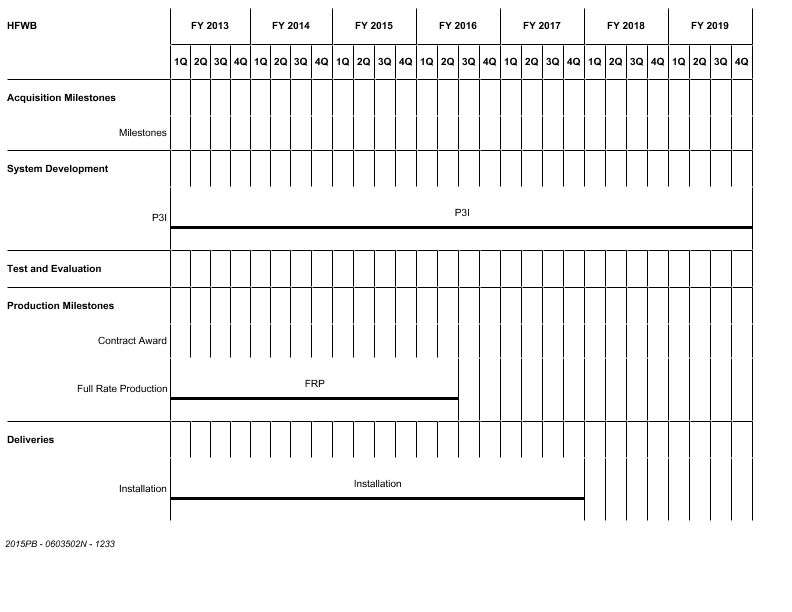 HFWB FY 2013 FY 2014 FY 2015 FY 2016 FY 2017 FY 2018 FY 2019
1Q 2Q 3Q 4Q 1Q 2Q 3Q 4Q 1Q 2Q 3Q 4Q 1Q 2Q 3Q 4Q 1Q 2Q 3Q 4Q 1Q 2Q 3Q 4Q 1Q 2Q 3Q 4Q
Acquisition Milestones
Milestones
System Development
P3I
P3I
Test and Evaluation
Production Milestones
Contract Award
FRP
Full Rate Production
Deliveries
Installation
Installation
2015PB - 0603502N - 1233